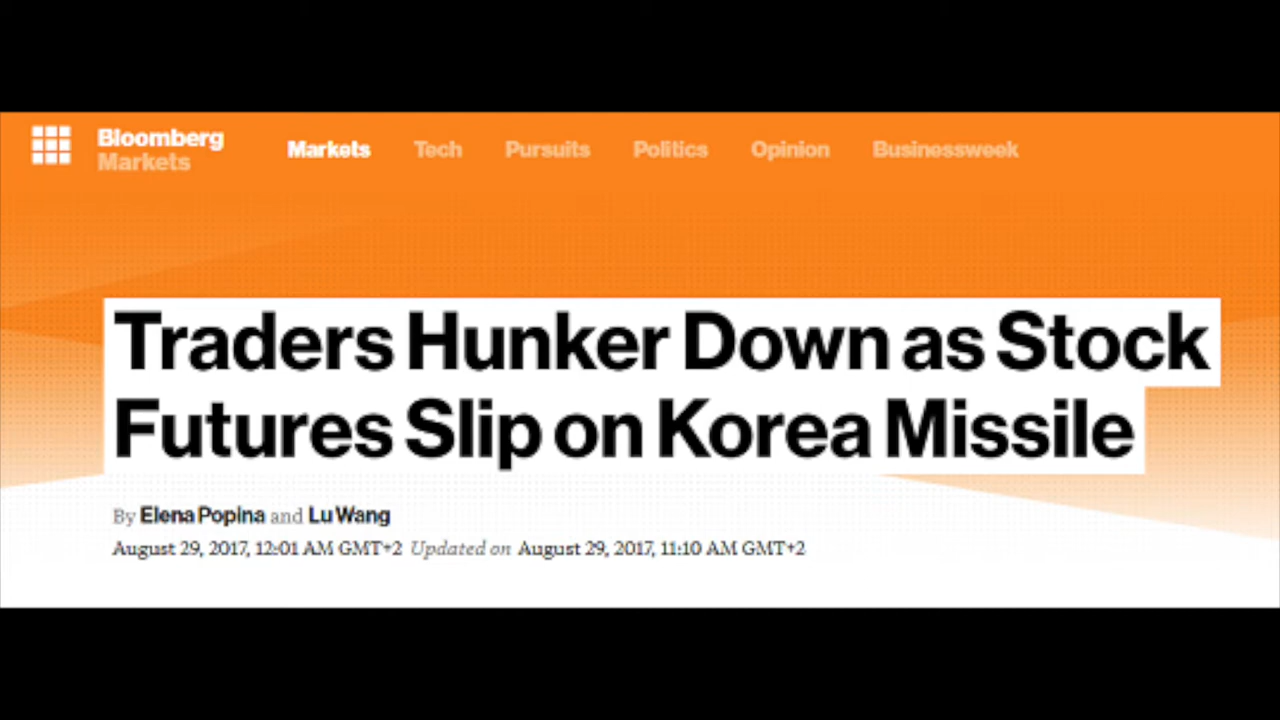 Bloomberg
Markets
Markets Tech Pursuits Politics Opinion Businessweek
Traders Hunker Down as Stock
Futures Slip on Korea Missile
By Elena Popina and Lu Wang
August 29, 2017, 12:01 AM GMT+2 Updated on August 29, 2017, 11:10 AM GMT+2